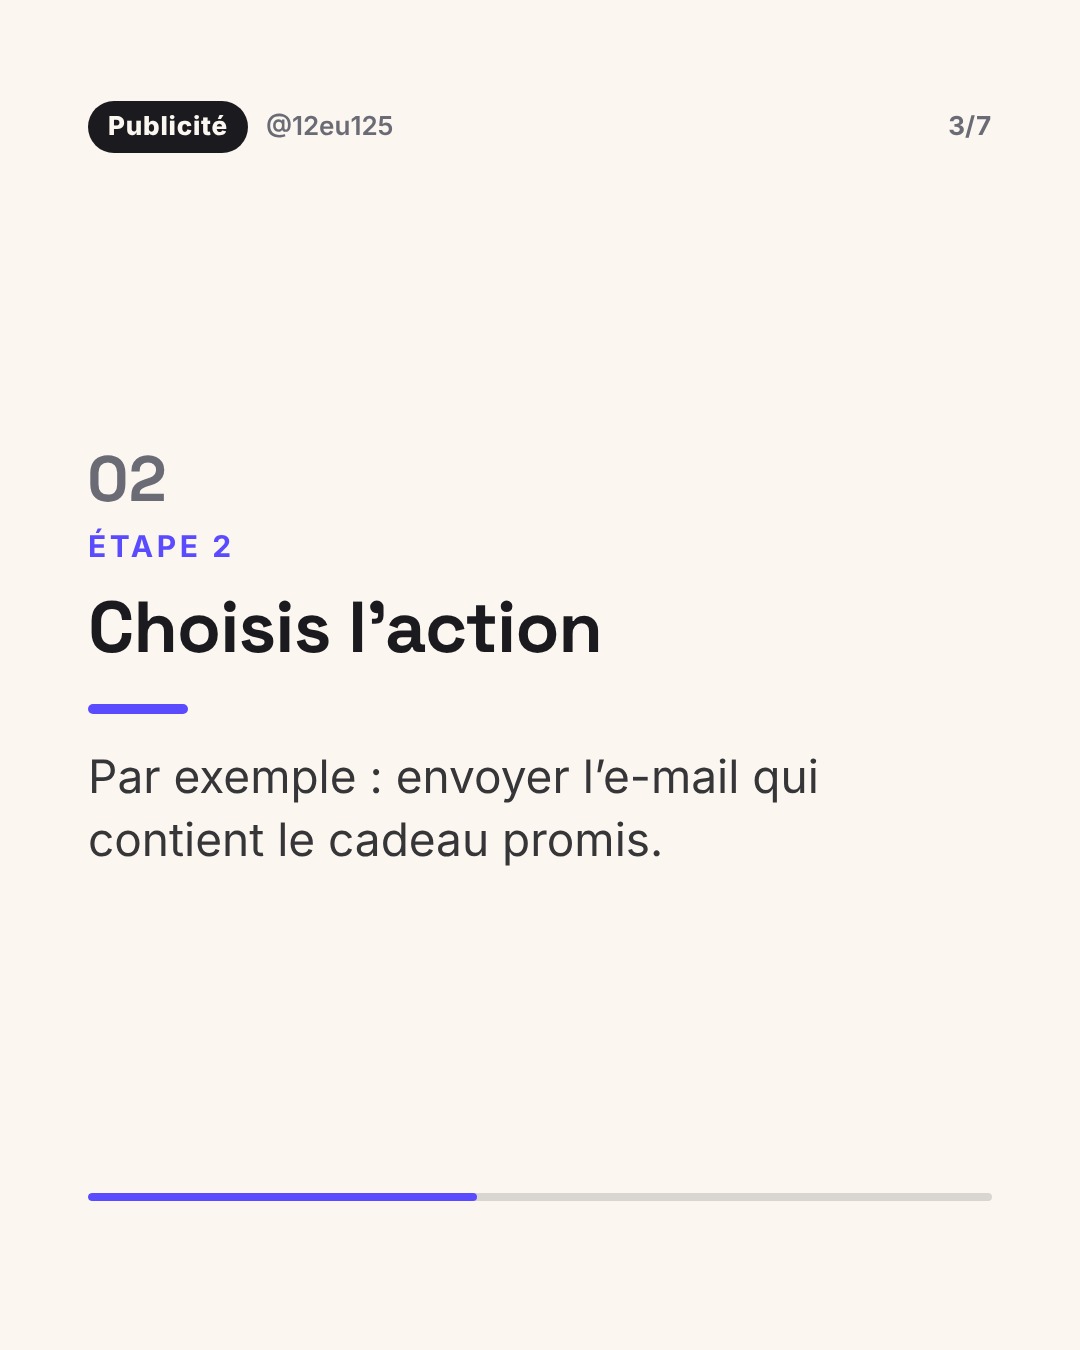 Publicité @12eu125 3/7
02
ÉTAPE 2
Choisis l’action
Par exemple : envoyer l’e-mail qui
contient le cadeau promis.